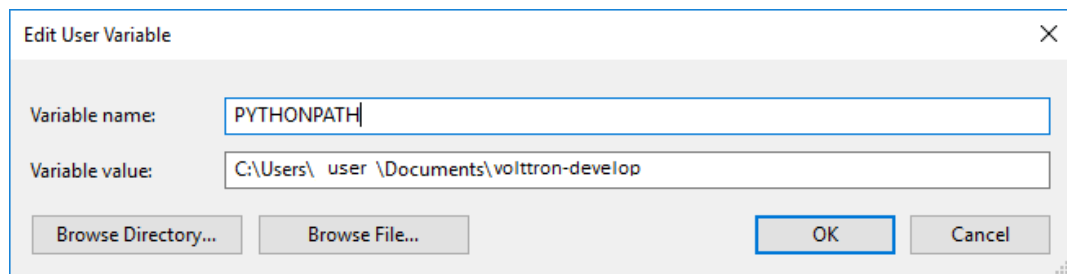 Edit User Variable
Variable name: PYTHONPATH
Variable value: C:\Users\ user \Documents\volttron-develop
Browse Directory... Browse File... OK Cancel